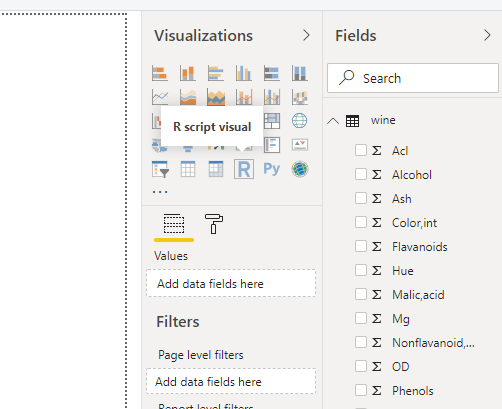 Visualizations
R script visual
R
Py
...
Values
Add data fields here
Filters
Page level filters
Add data fields here
Report level filters
Fields
Search
wine
Σ Acl
Σ Alcohol
Σ Ash
Σ Color,int
Σ Flavanoids
Σ Hue
Σ Malic,acid
Σ Mg
Σ Nonflavanoid,...
Σ OD
Σ Phenols